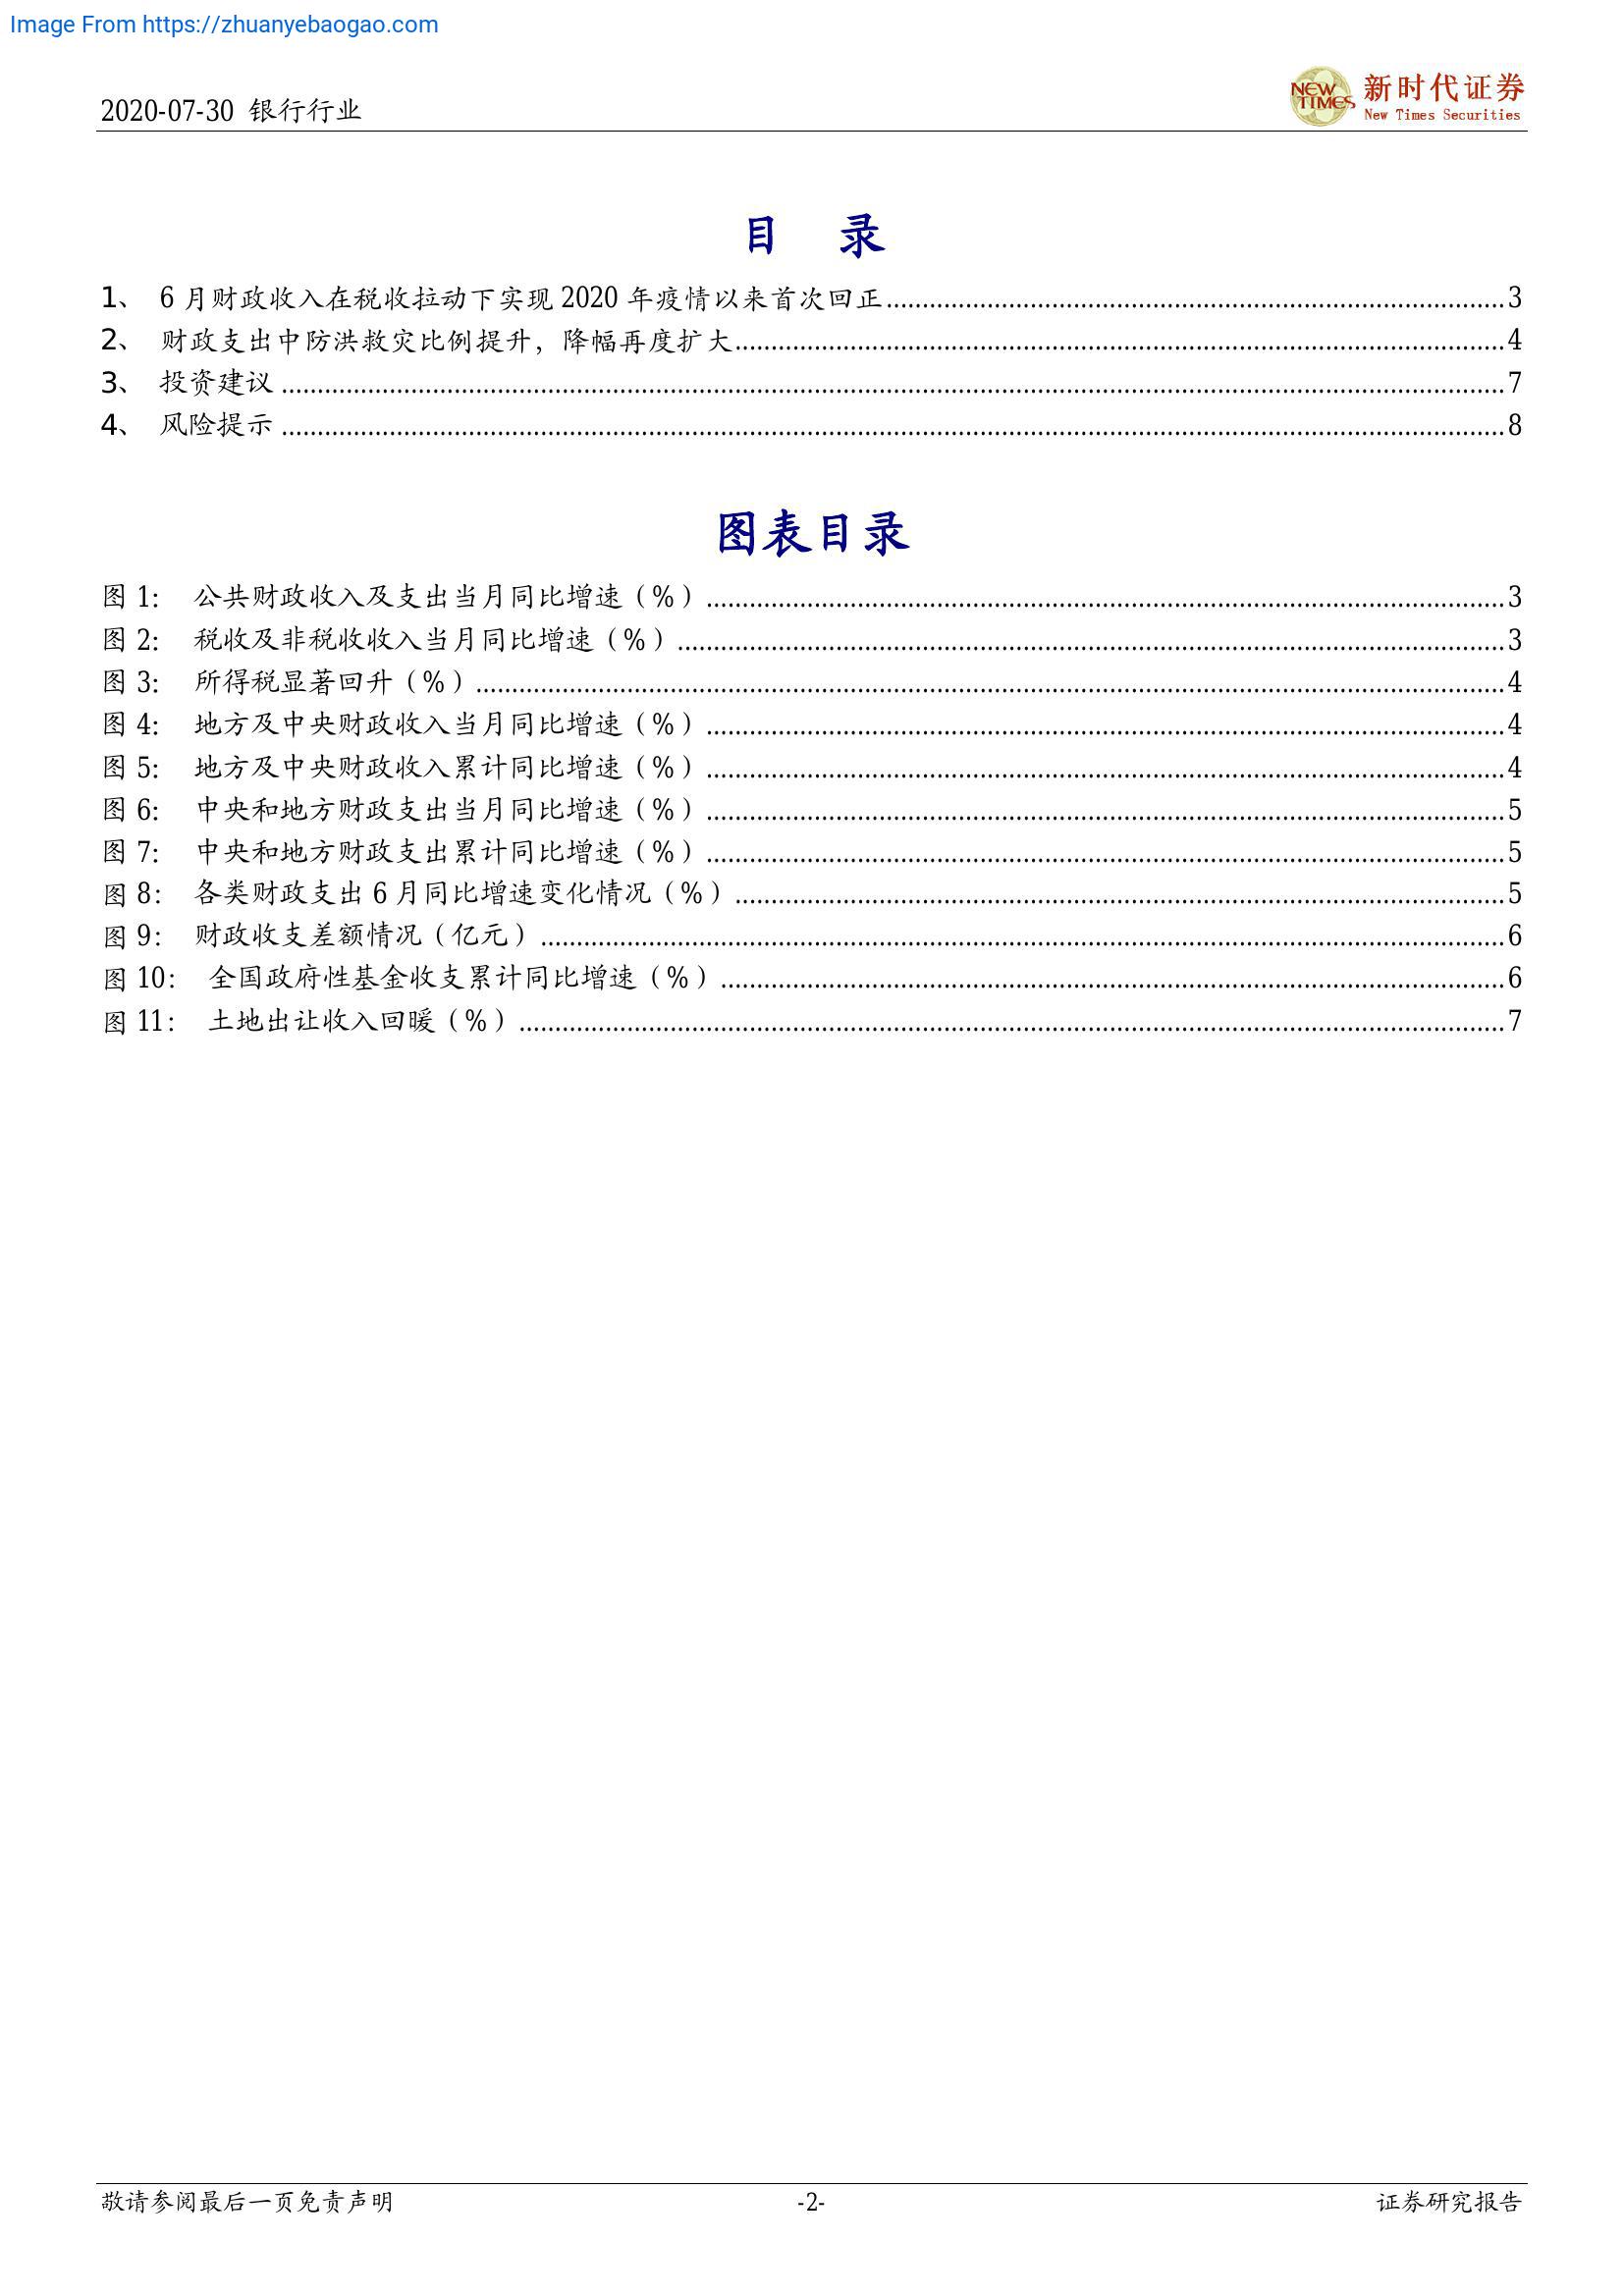 Image From https://zhuanyebaogao.com
2020-07-30 银行行业
NEW TIMES 新时代证券
New Times Securities
目 录
1、 6 月财政收入在税收拉动下实现 2020 年疫情以来首次回正 3
2、 财政支出中防洪救灾比例提升，降幅再度扩大 4
3、 投资建议 7
4、 风险提示 8
图表目录
图 1： 公共财政收入及支出当月同比增速（%） 3
图 2： 税收及非税收收入当月同比增速（%） 3
图 3： 所得税显著回升（%） 4
图 4： 地方及中央财政收入当月同比增速（%） 4
图 5： 地方及中央财政收入累计同比增速（%） 4
图 6： 中央和地方财政支出当月同比增速（%） 5
图 7： 中央和地方财政支出累计同比增速（%） 5
图 8： 各类财政支出 6 月同比增速变化情况（%） 5
图 9： 财政收支差额情况（亿元） 6
图 10： 全国政府性基金收支累计同比增速（%） 6
图 11： 土地出让收入回暖（%） 7
敬请参阅最后一页免责声明 -2- 证券研究报告